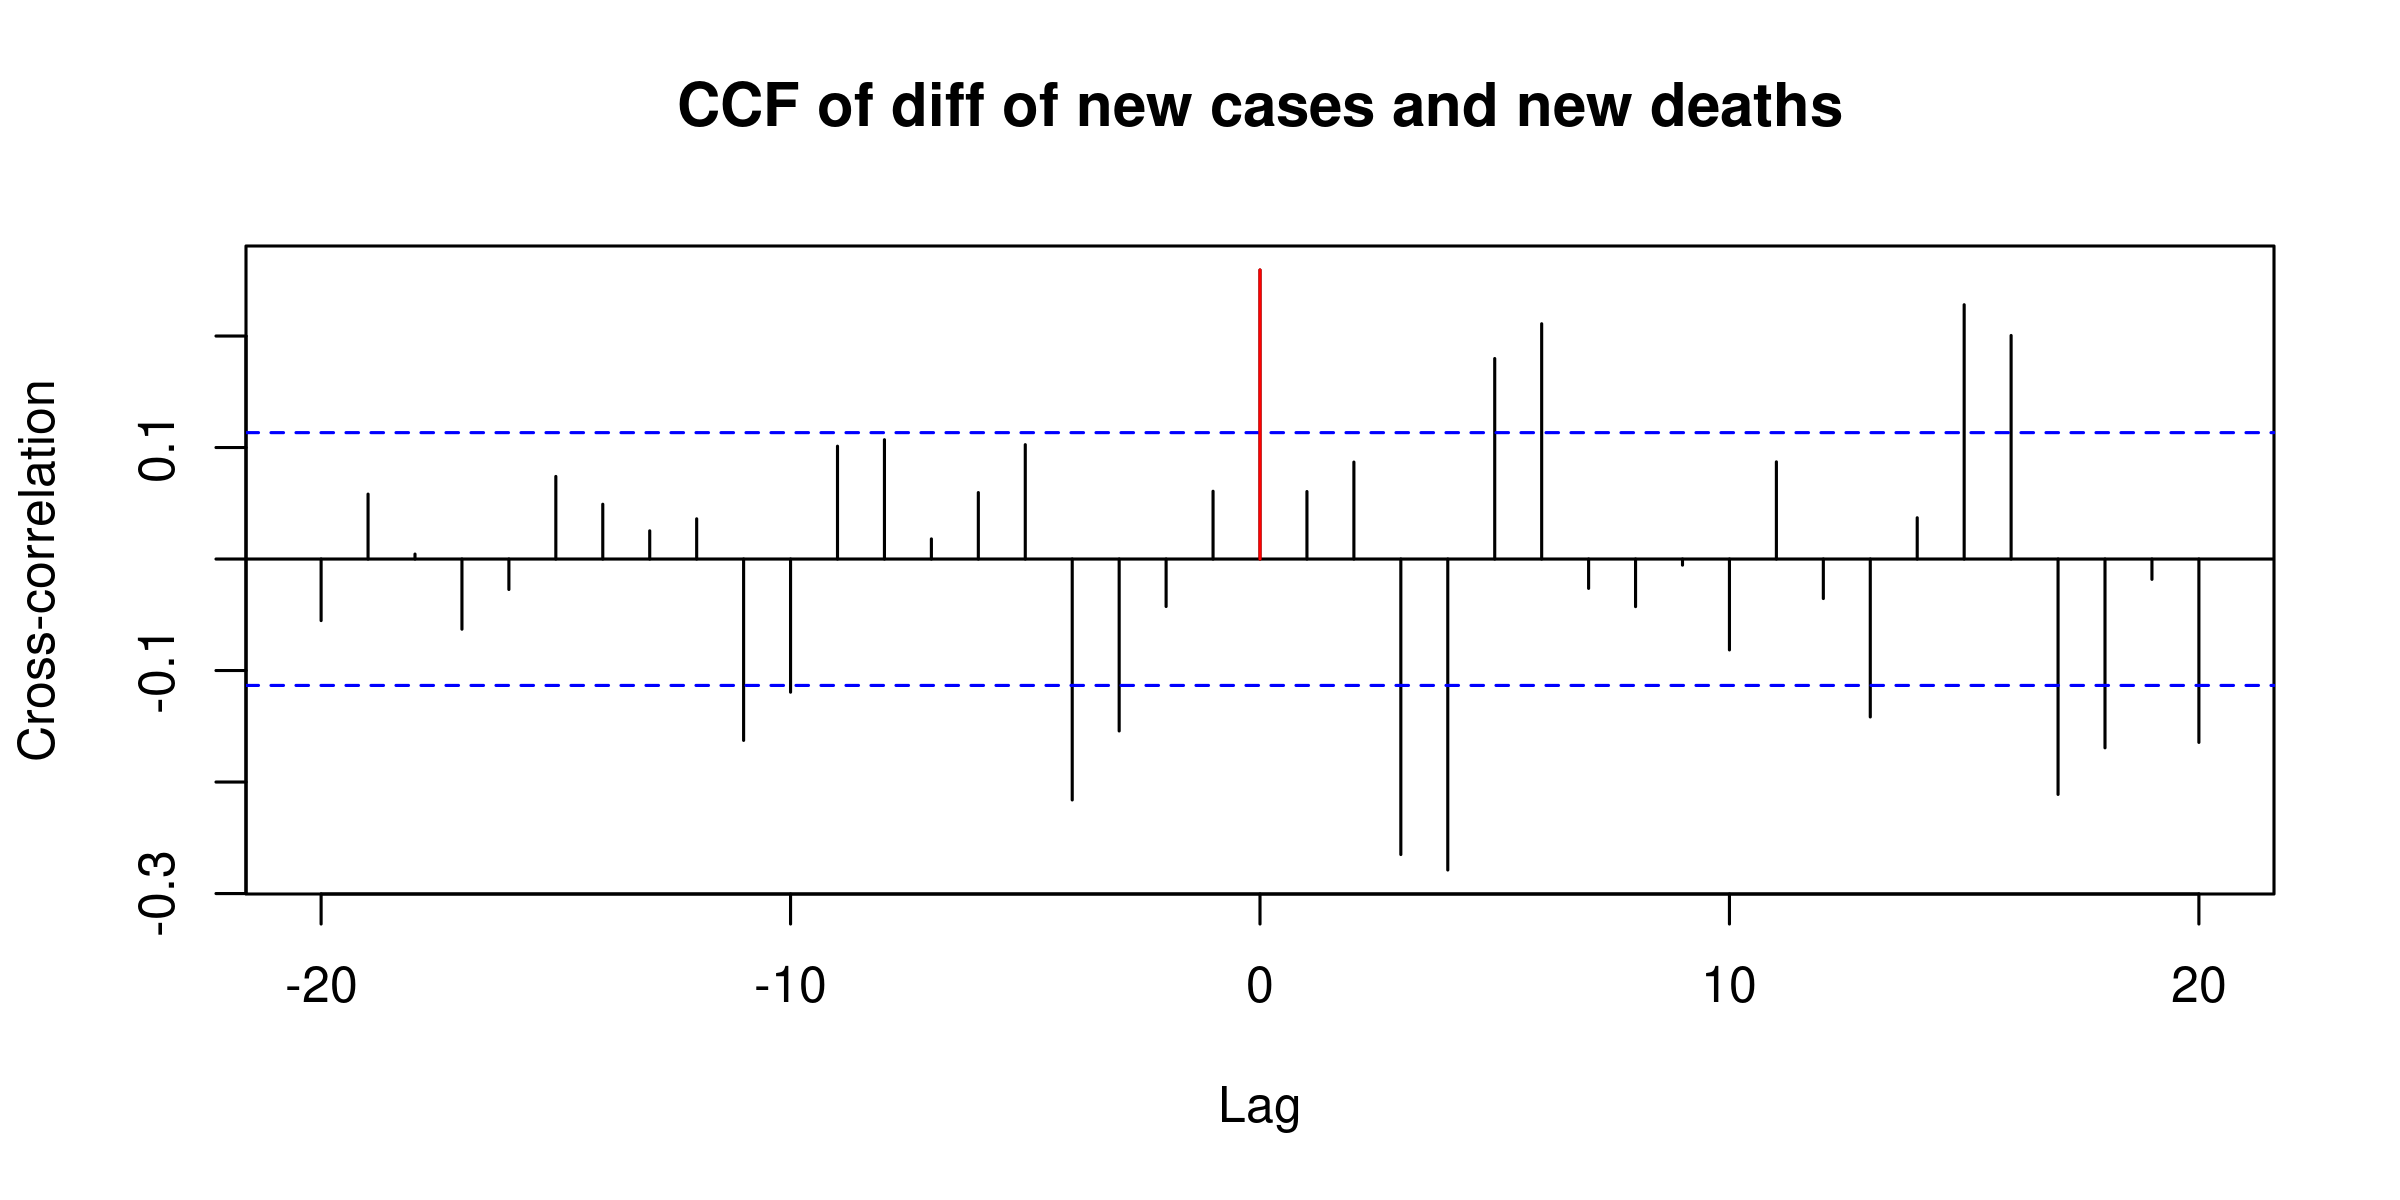 CCF of diff of new cases and new deaths
Cross-correlation
0.1
-0.1
-0.3
-20 -10 0 10 20
Lag